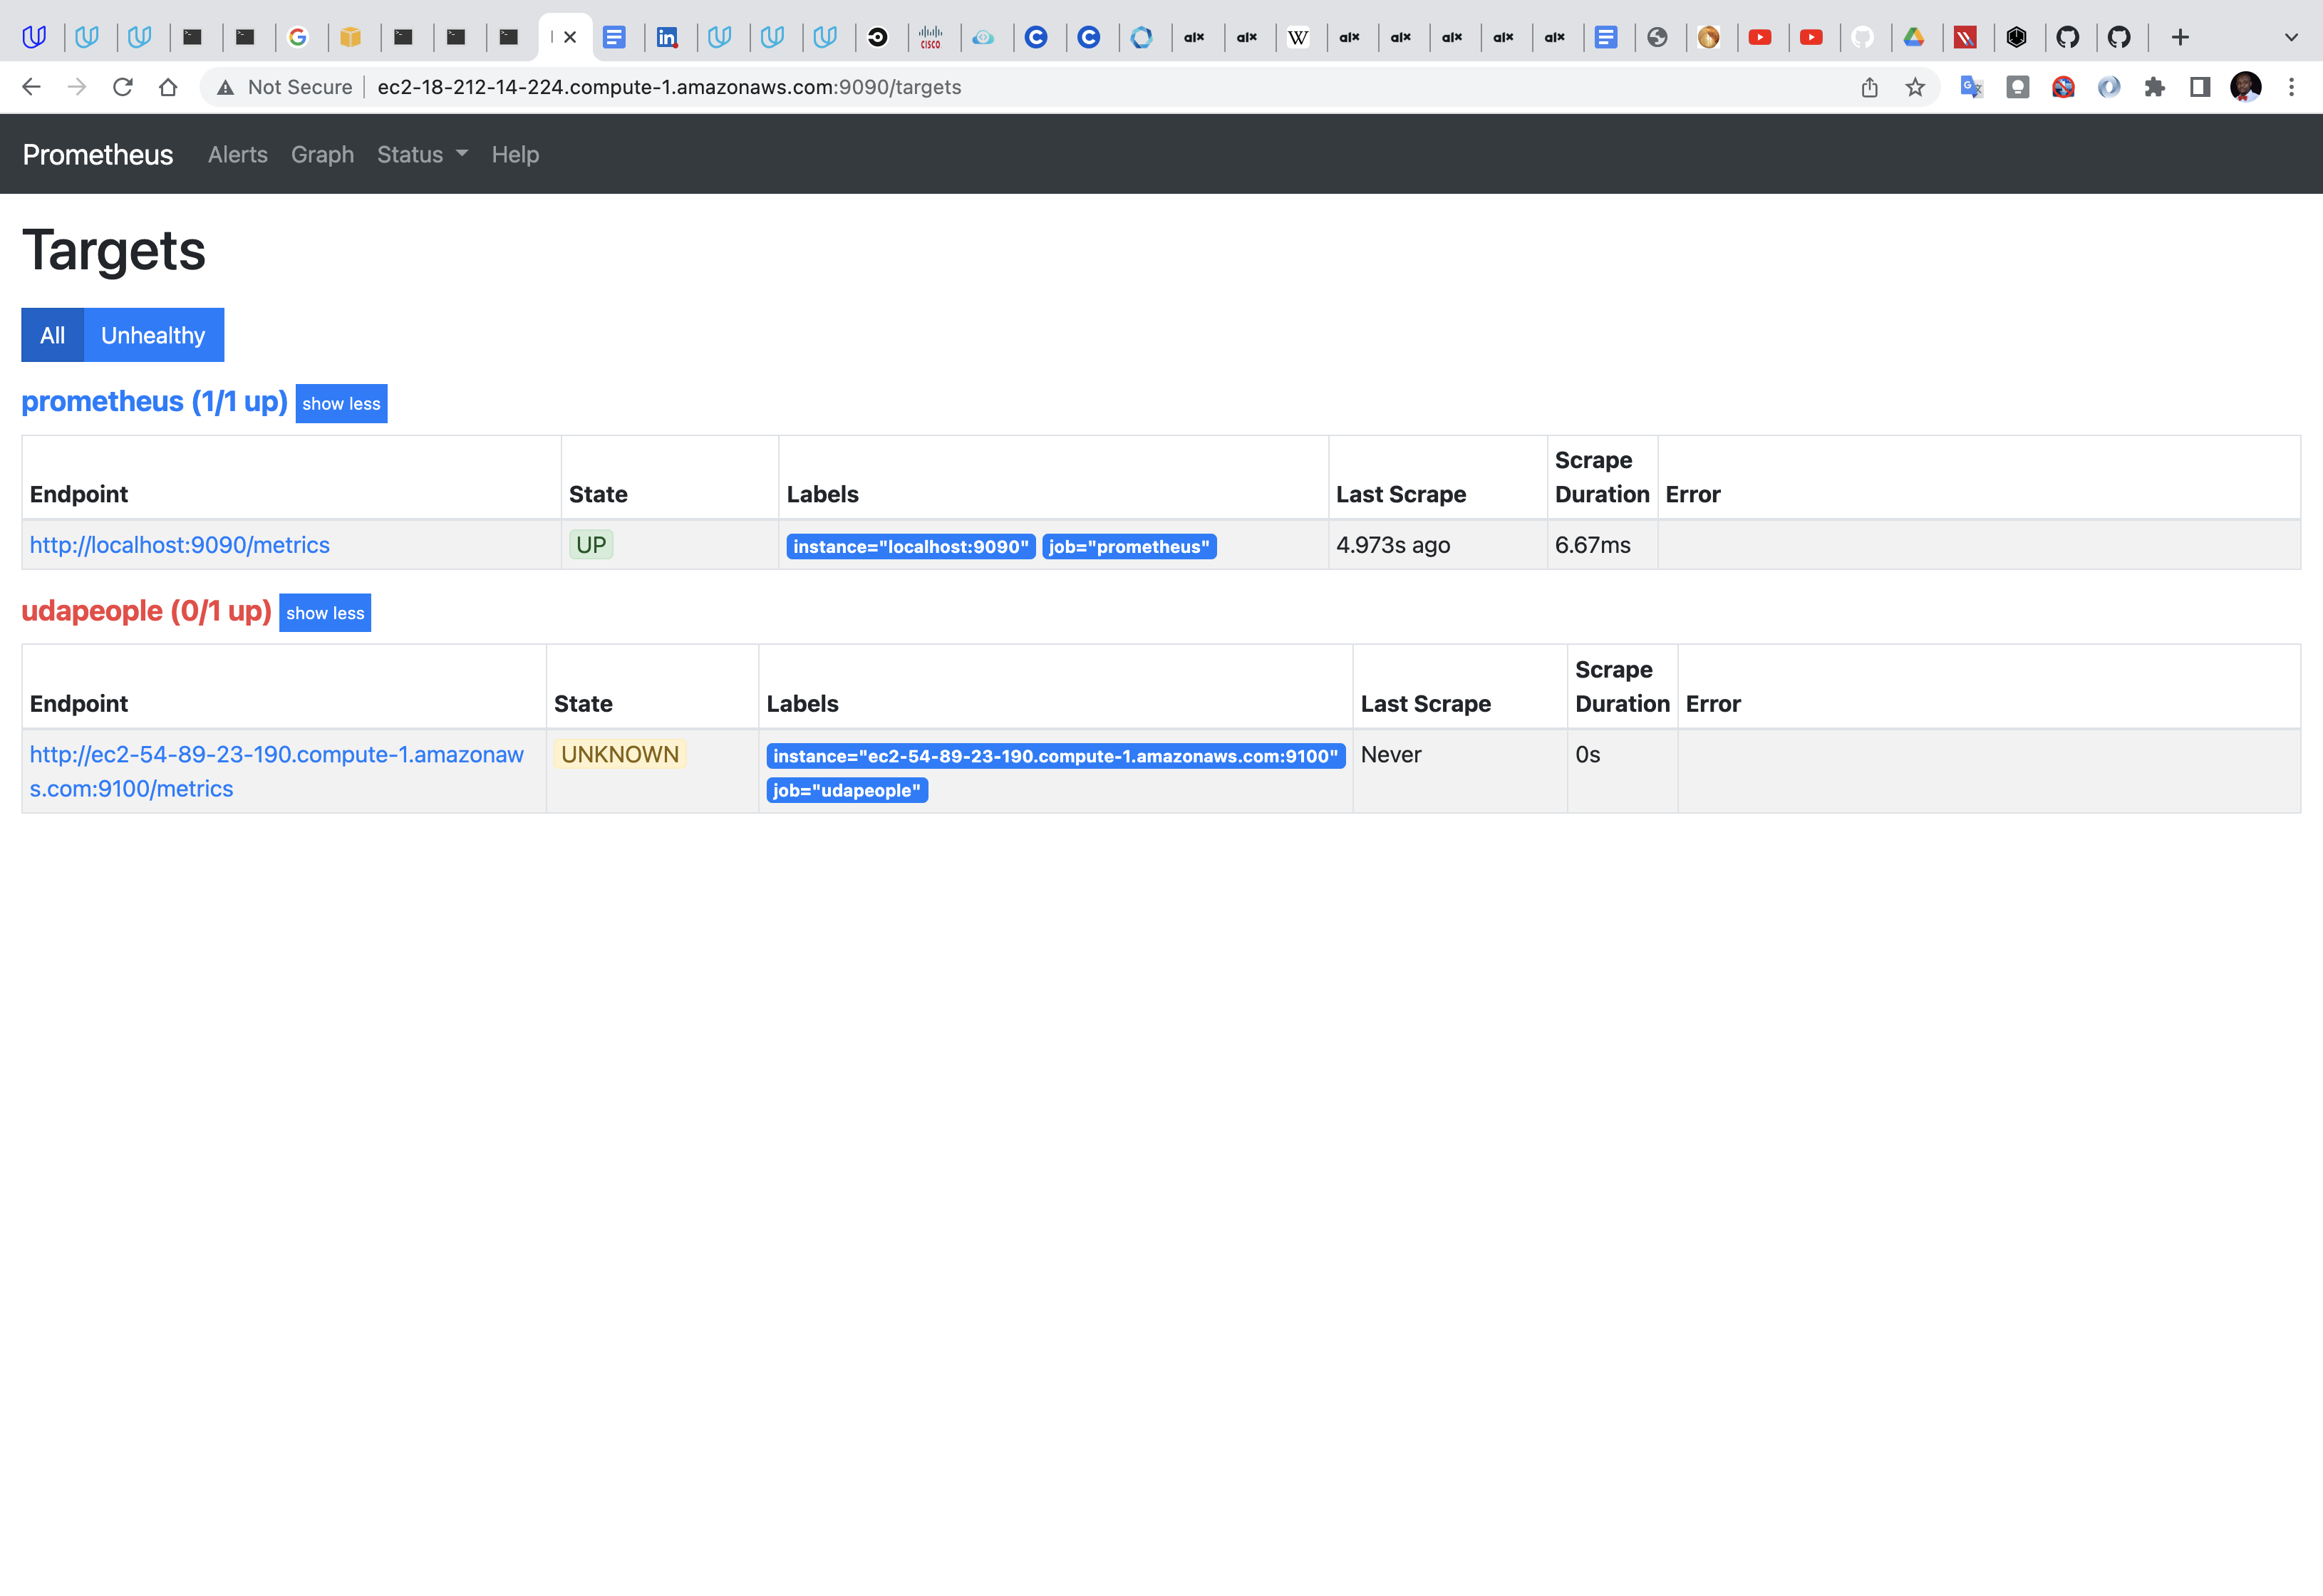 Not Secure ec2-18-212-14-224.compute-1.amazonaws.com:9090/targets
Prometheus Alerts Graph Status Help
Targets
All Unhealthy
prometheus (1/1 up) show less
Endpoint State Labels Last Scrape Scrape Duration Error
http://localhost:9090/metrics UP instance="localhost:9090" job="prometheus" 4.973s ago 6.67ms
udapeople (0/1 up) show less
Endpoint State Labels Last Scrape Scrape Duration Error
http://ec2-54-89-23-190.compute-1.amazonaw
s.com:9100/metrics
UNKNOWN
instance="ec2-54-89-23-190.compute-1.amazonaws.com:9100"
job="udapeople"
Never
0s